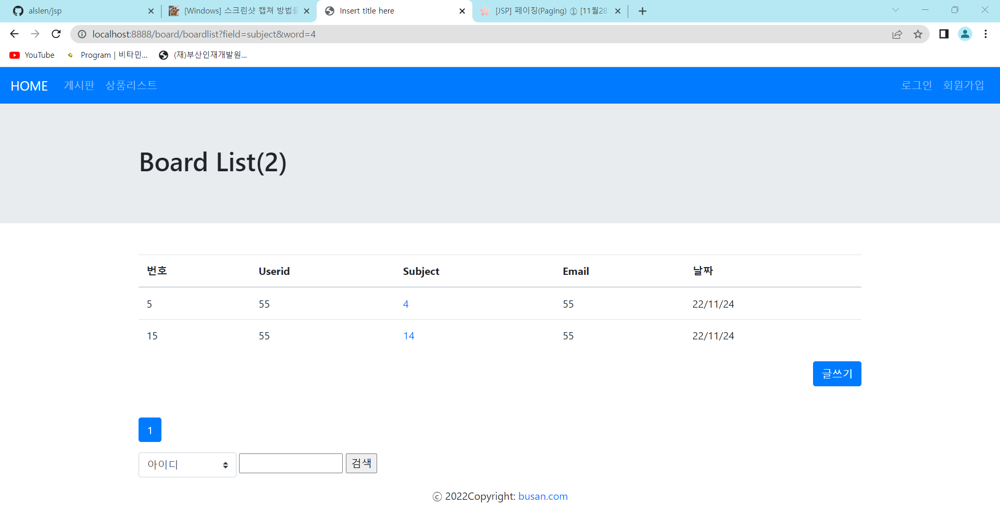 alslen/jsp
[Windows] 스크린샷 캡쳐 방법들
Insert title here
[JSP] 페이징(Paging) ① [11월28
localhost:8888/board/boardlist?field=subject&word=4
YouTube
Program | 비타민...
(재)부산인재개발원...
HOME 게시판 상품리스트 로그인 회원가입
Board List(2)
번호 Userid Subject Email 날짜
5 55 4 55 22/11/24
15 55 14 55 22/11/24
글쓰기
1
아이디 검색
ⓒ 2022Copyright: busan.com